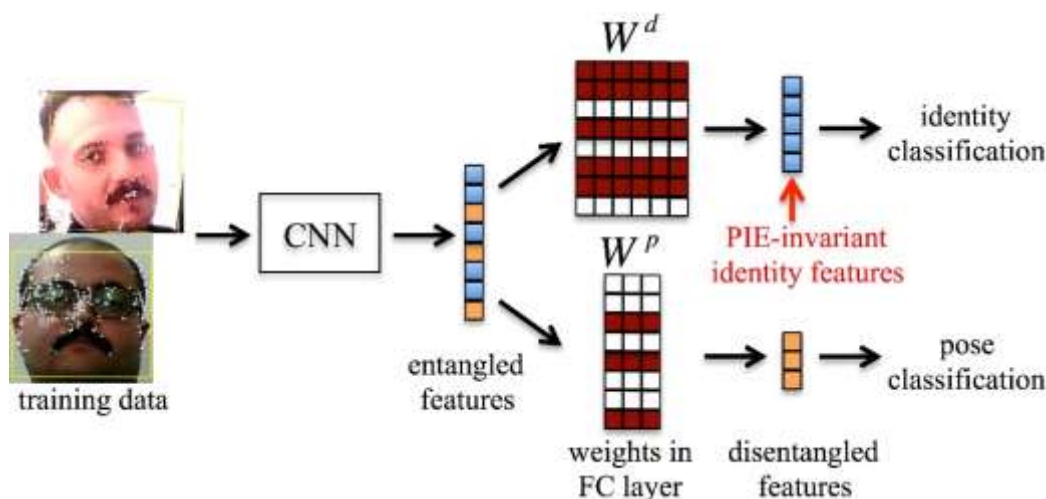 W^d
identity
classification
CNN
PIE-invariant
identity features
W^p
entangled
features
pose
classification
training data
weights in
FC layer
disentangled
features